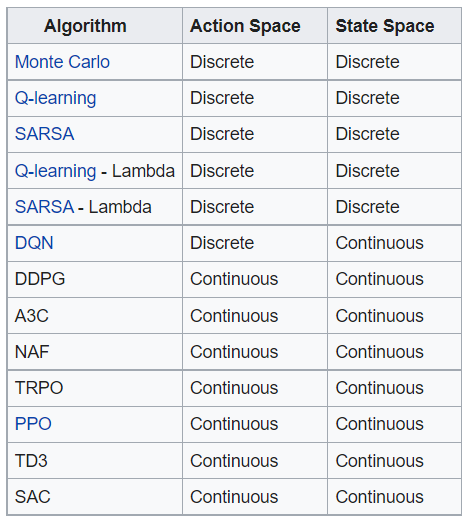 Algorithm Action Space State Space
Monte Carlo Discrete Discrete
Q-learning Discrete Discrete
SARSA Discrete Discrete
Q-learning - Lambda Discrete Discrete
SARSA - Lambda Discrete Discrete
DQN Discrete Continuous
DDPG Continuous Continuous
A3C Continuous Continuous
NAF Continuous Continuous
TRPO Continuous Continuous
PPO Continuous Continuous
TD3 Continuous Continuous
SAC Continuous Continuous